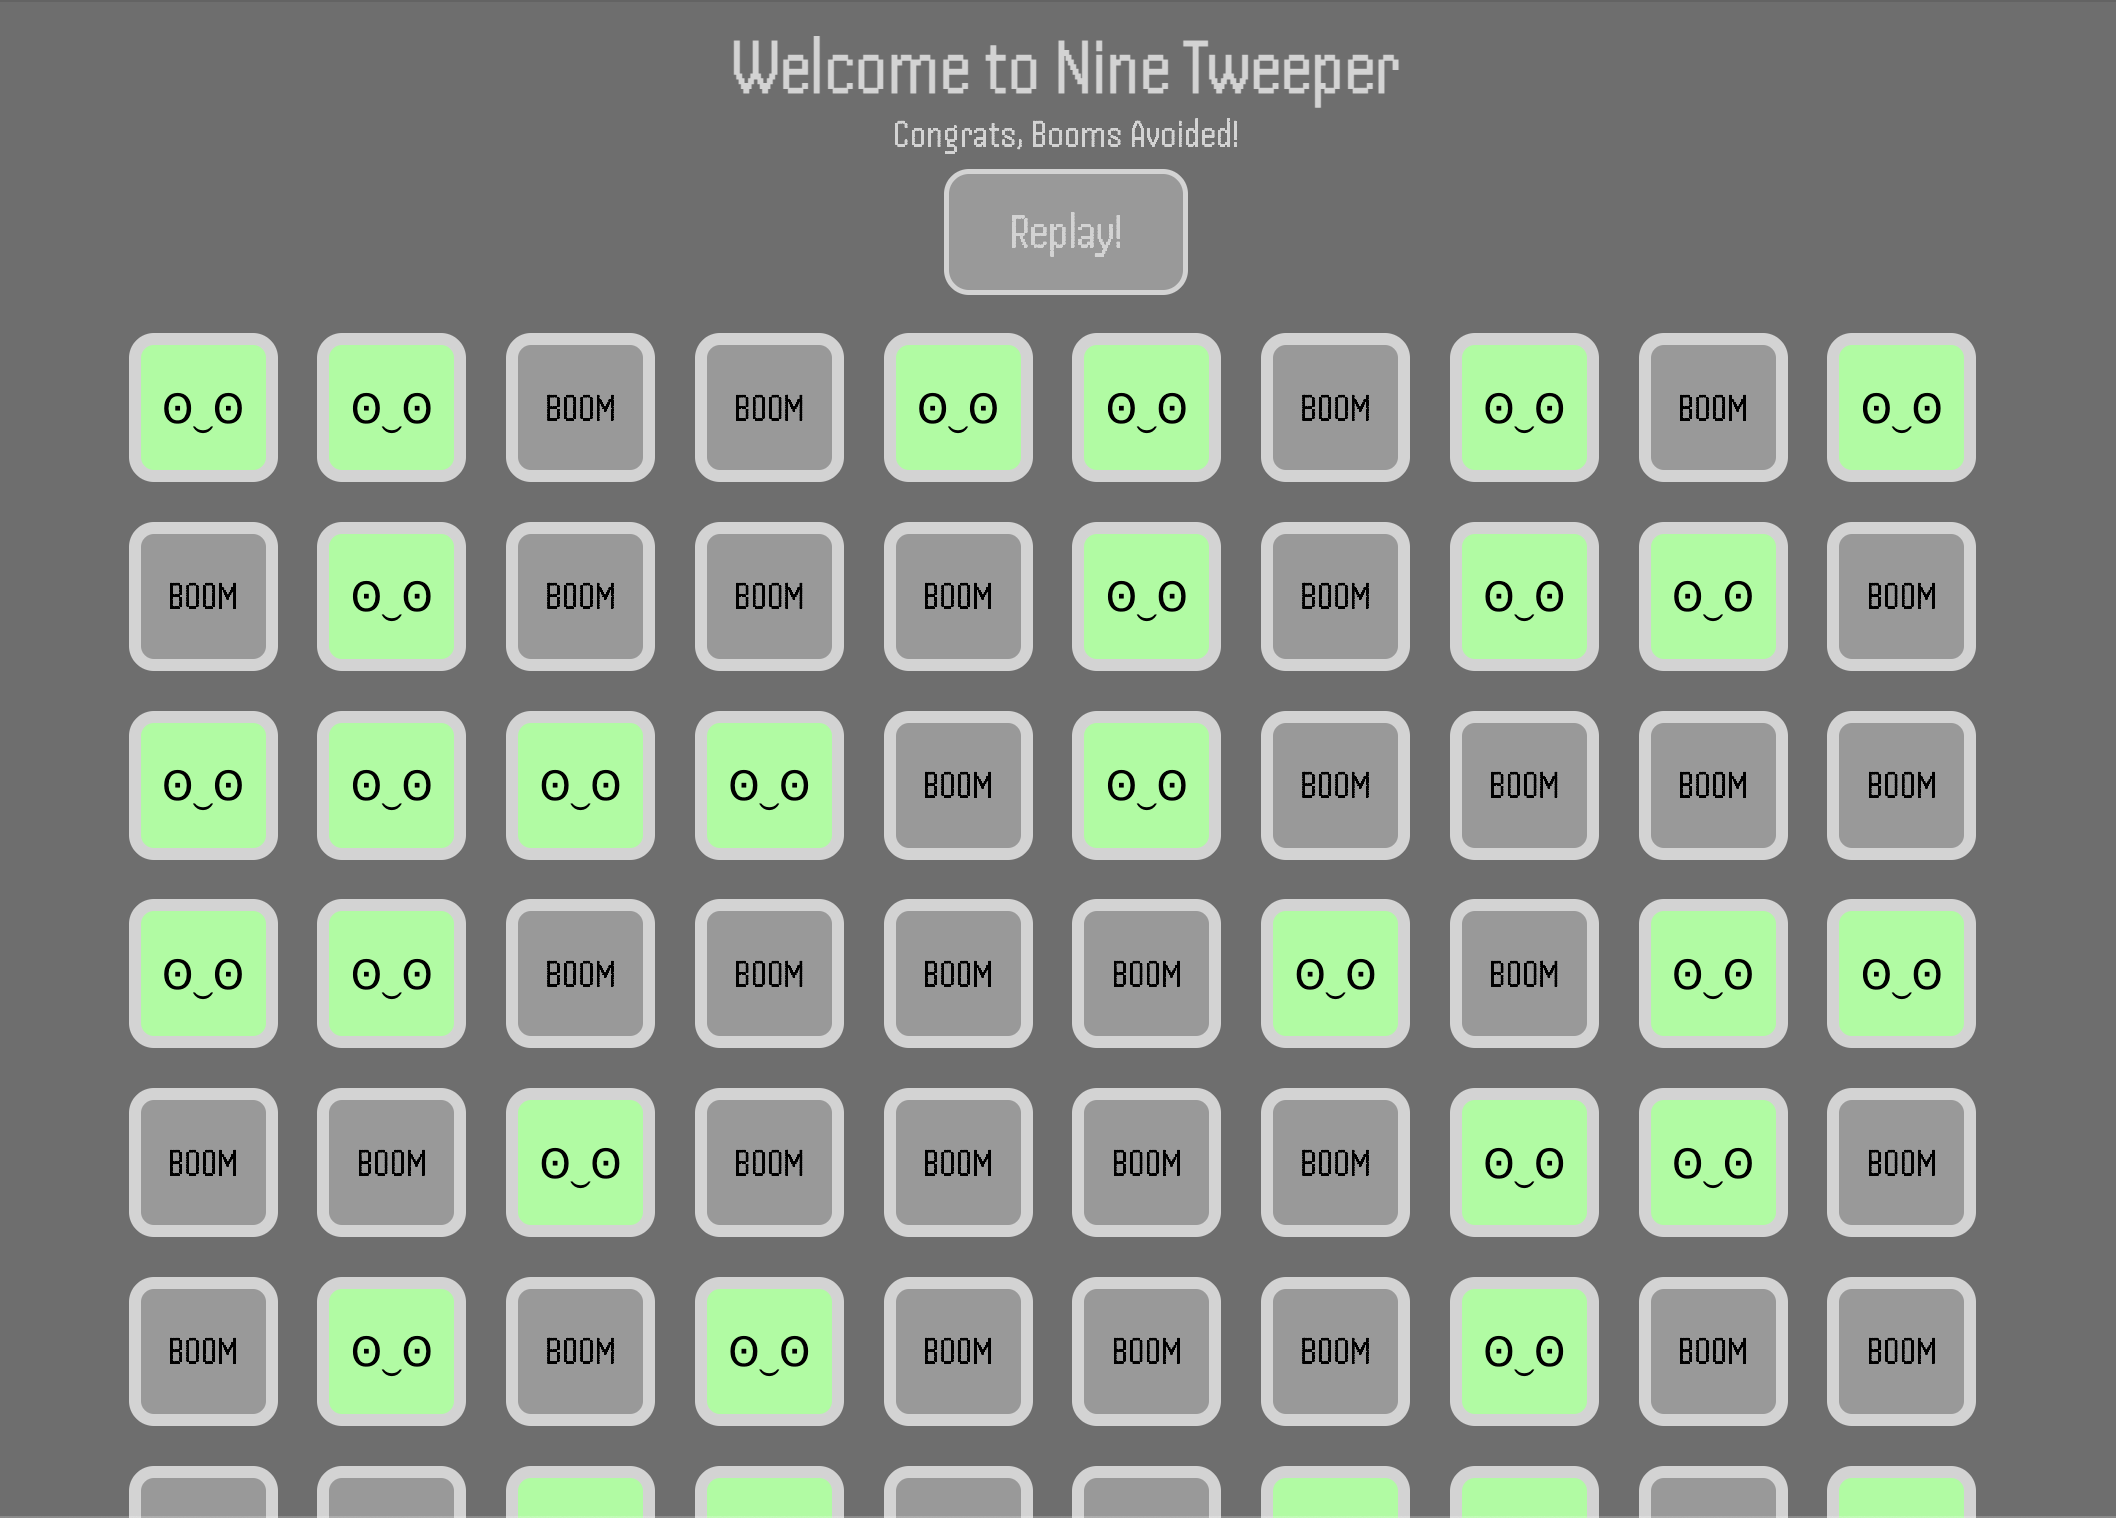 Welcome to Nine Tweeper
Congrats, Booms Avoided!
Replay!
ʘ‿ʘ ʘ‿ʘ BOOM BOOM ʘ‿ʘ ʘ‿ʘ BOOM ʘ‿ʘ BOOM ʘ‿ʘ
BOOM ʘ‿ʘ BOOM BOOM BOOM ʘ‿ʘ BOOM ʘ‿ʘ ʘ‿ʘ BOOM
ʘ‿ʘ ʘ‿ʘ ʘ‿ʘ ʘ‿ʘ BOOM ʘ‿ʘ BOOM BOOM BOOM BOOM
ʘ‿ʘ ʘ‿ʘ BOOM BOOM BOOM BOOM ʘ‿ʘ BOOM ʘ‿ʘ ʘ‿ʘ
BOOM BOOM ʘ‿ʘ BOOM BOOM BOOM BOOM ʘ‿ʘ ʘ‿ʘ BOOM
BOOM ʘ‿ʘ BOOM ʘ‿ʘ BOOM BOOM BOOM ʘ‿ʘ BOOM BOOM